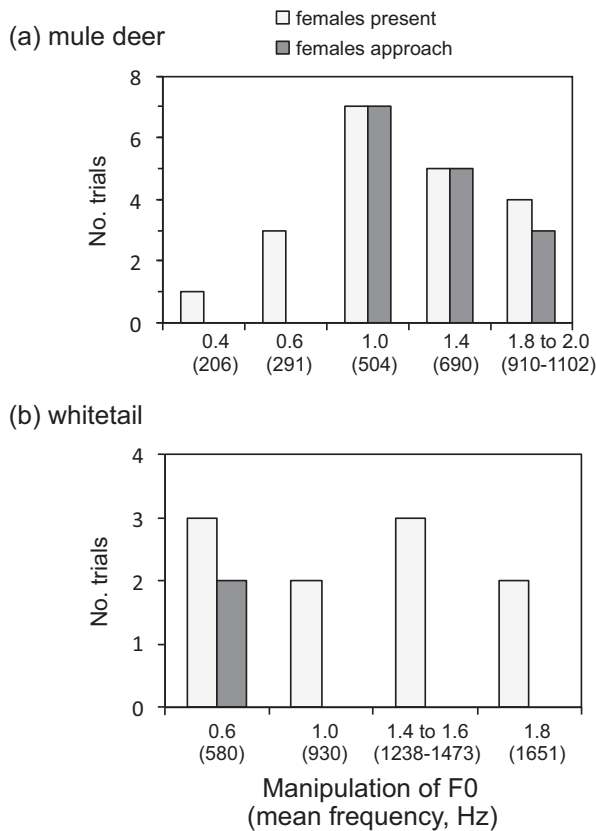 females present
(a) mule deer
females approach
8
6
4
2
0
No. trials
0.4 0.6 1.0 1.4 1.8 to 2.0
(206) (291) (504) (690) (910-1102)
(b) whitetail
4
3
2
1
0
No. trials
0.6 1.0 1.4 to 1.6 1.8
(580) (930) (1238-1473) (1651)
Manipulation of F0
(mean frequency, Hz)